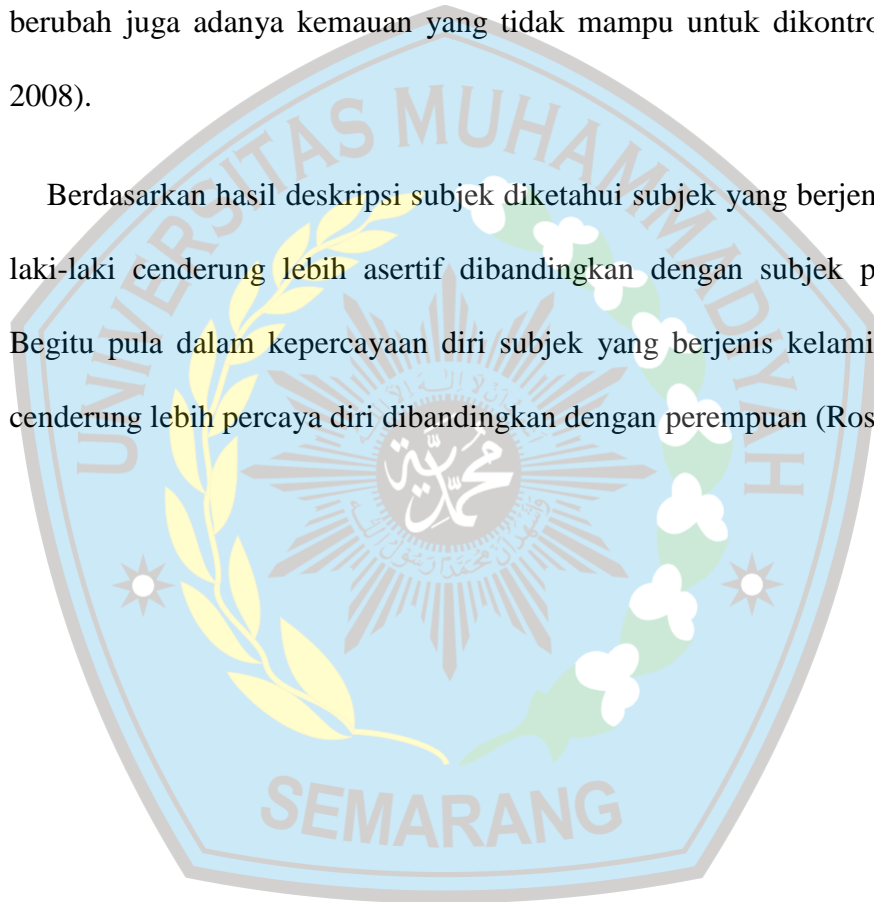 berubah juga adanya kemauan yang tidak mampu untuk dikontro
2008).
Berdasarkan hasil deskripsi subjek diketahui subjek yang berjen
laki-laki cenderung lebih asertif dibandingkan dengan subjek p
Begitu pula dalam kepercayaan diri subjek yang berjenis kelami
cenderung lebih percaya diri dibandingkan dengan perempuan (Ros
UNIVERSITAS MUHAMMADIYAH
محمدية
SEMARANG